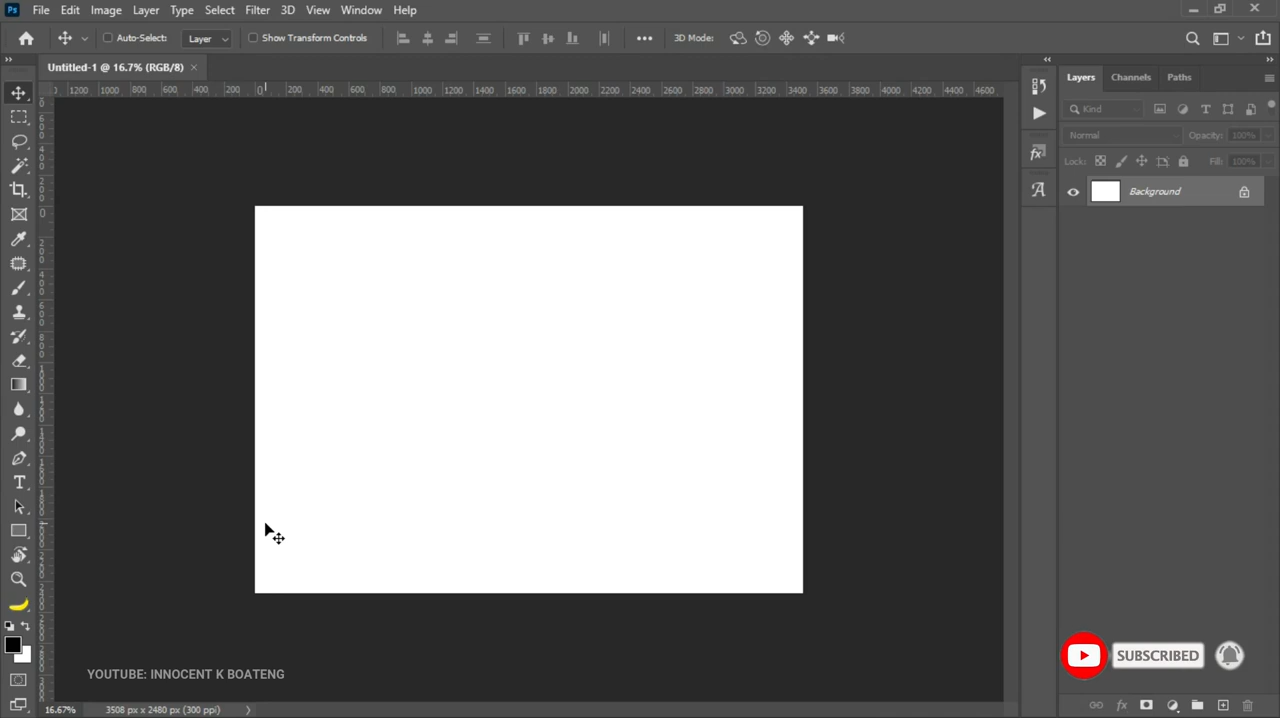 Ps File Edit Image Layer Type Select Filter 3D View Window Help
Auto-Select: Layer Show Transform Controls 3D Mode:
Untitled-1 @ 16.7% (RGB/8) ×
Layers Channels Paths
1200 1000 800 600 400 200 0 200 400 600 800 1000 1200 1400 1600 1800 2000 2200 2400 2600 2800 3000 3200 3400 3600 3800 4000 4200 4400 4600
Kind
Normal Opacity: 100%
Lock: Fill: 100%
fx
Background
A
T
YOUTUBE: INNOCENT K BOATENG
SUBSCRIBED
16.67% 3508 px x 2480 px (300 ppi)
fx